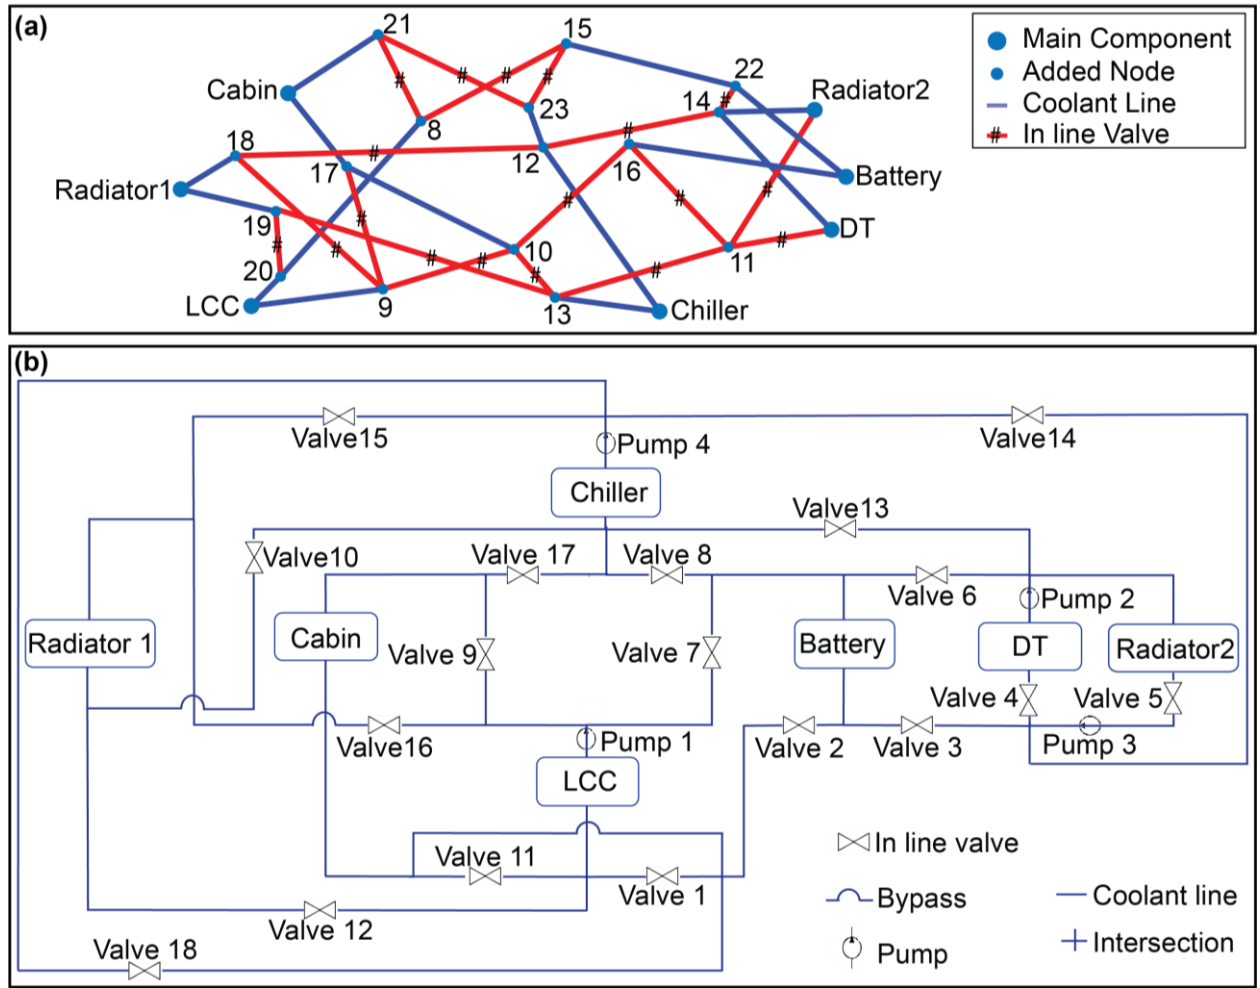 (a)
21
15
Main Component
Added Node
Coolant Line
# In line Valve
Cabin
22
Radiator2
14
23
8
18
12
17
16
Battery
Radiator1
19
DT
10
11
20
LCC
9
13
Chiller
# # # #
# # #
# # #
# # # # # # # #
(b)
Valve15
Pump 4
Valve14
Chiller
Valve13
Valve10
Valve 17
Valve 8
Valve 6
Pump 2
Radiator 1
Cabin
Valve 9
Valve 7
Battery
DT
Radiator2
Valve 4
Valve 5
Valve16
Pump 1
Valve 2
Valve 3
Pump 3
LCC
In line valve
Valve 11
Valve 1
Bypass
Coolant line
Valve 12
Pump
Intersection
Valve 18